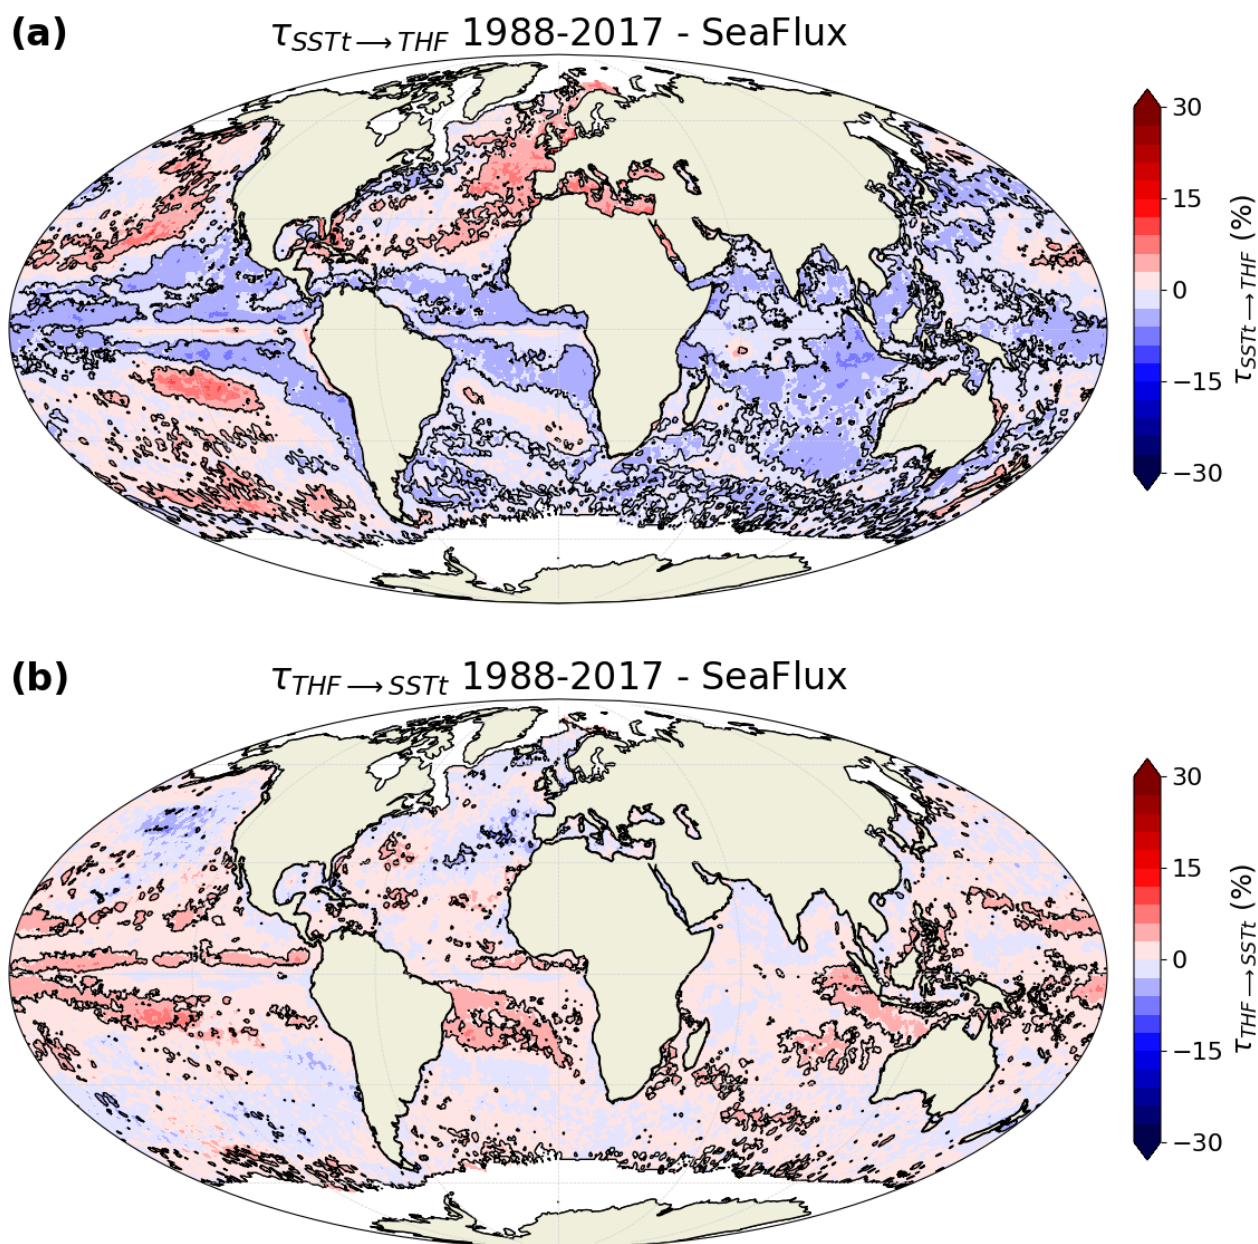 (a)
τSSTt⟶THF 1988-2017 - SeaFlux
30
15
0
−15
−30
τSSTt⟶THF (%)
(b)
τTHF⟶SSTt 1988-2017 - SeaFlux
30
15
0
−15
−30
τTHF⟶SSTt (%)